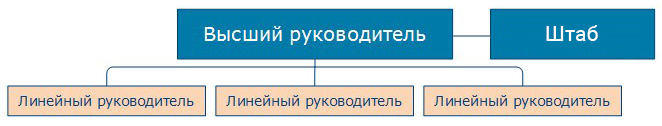 Высший руководитель
Штаб
Линейный руководитель
Линейный руководитель
Линейный руководитель